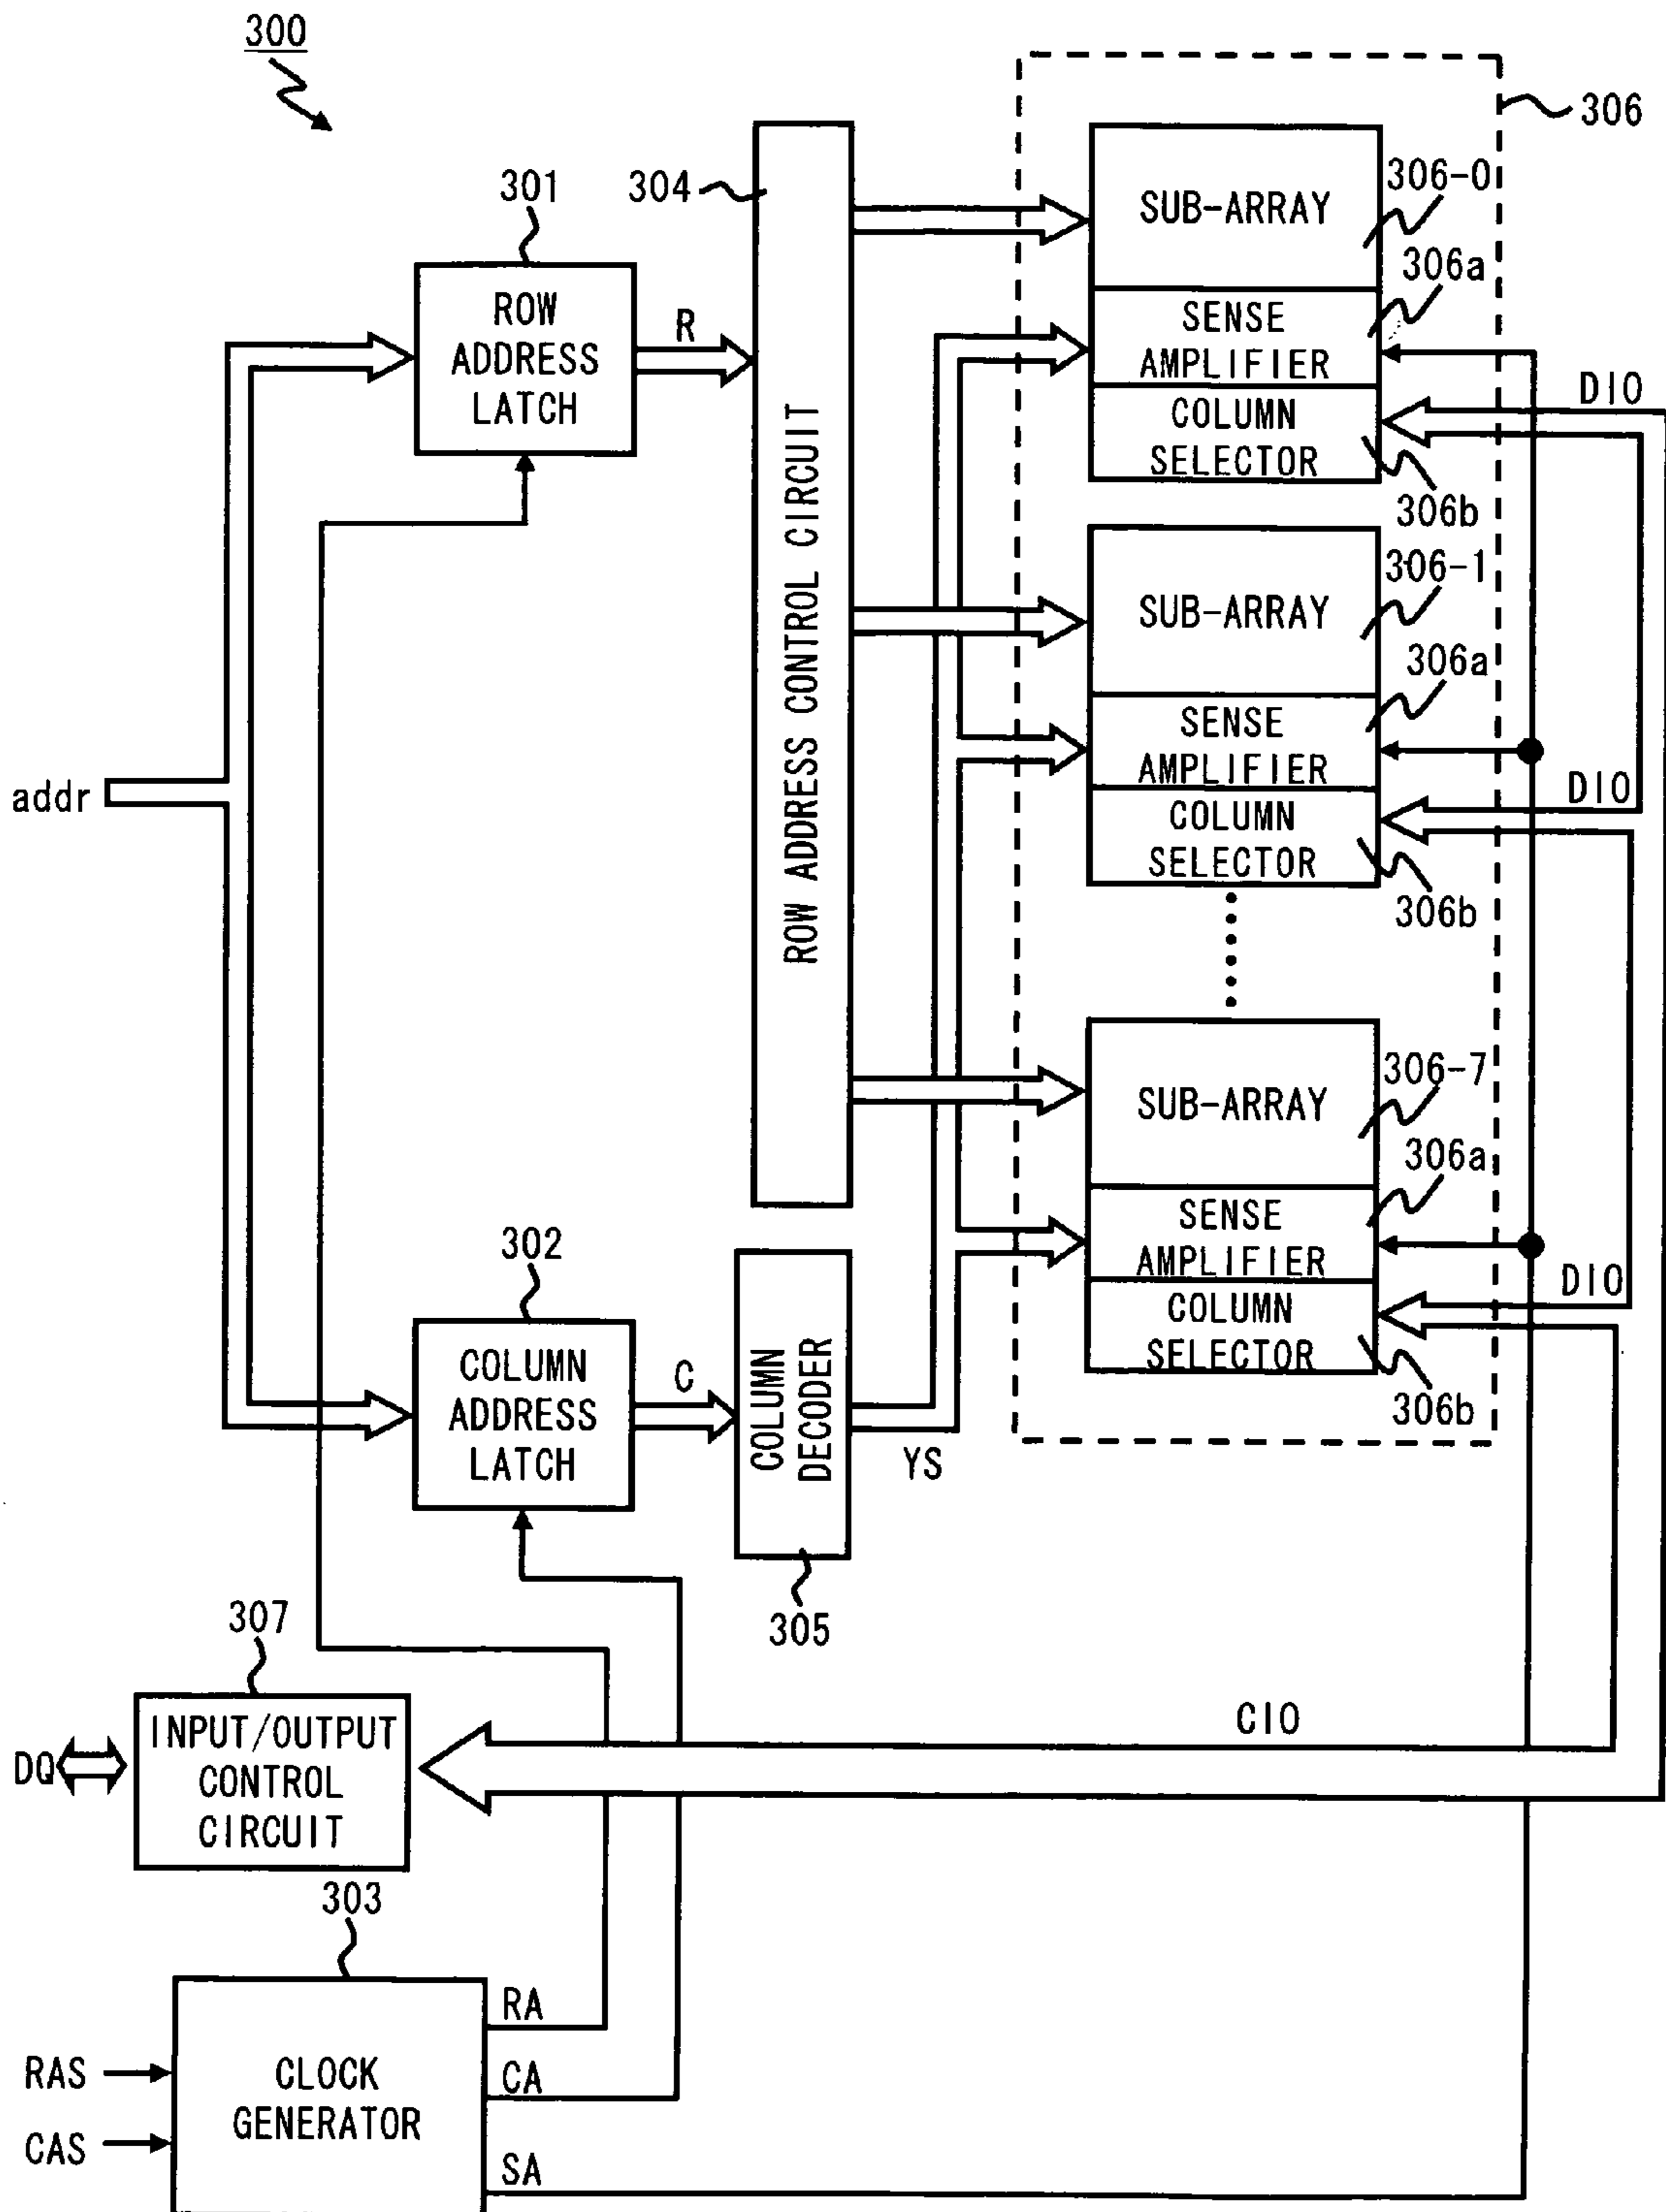 300
306
301
304
SUB-ARRAY
306-0
ROW
ADDRESS
LATCH
R
SENSE
AMPLIFIER
306a
COLUMN
SELECTOR
DIO
306b
ROW ADDRESS CONTROL CIRCUIT
SUB-ARRAY
306-1
SENSE
AMPLIFIER
306a
addr
COLUMN
SELECTOR
DIO
306b
SUB-ARRAY
306-7
SENSE
AMPLIFIER
306a
COLUMN
SELECTOR
DIO
306b
302
COLUMN
ADDRESS
LATCH
C
COLUMN
DECODER
YS
305
307
INPUT/OUTPUT
CONTROL
CIRCUIT
DQ
CIO
303
RAS
CAS
CLOCK
GENERATOR
RA
CA
SA